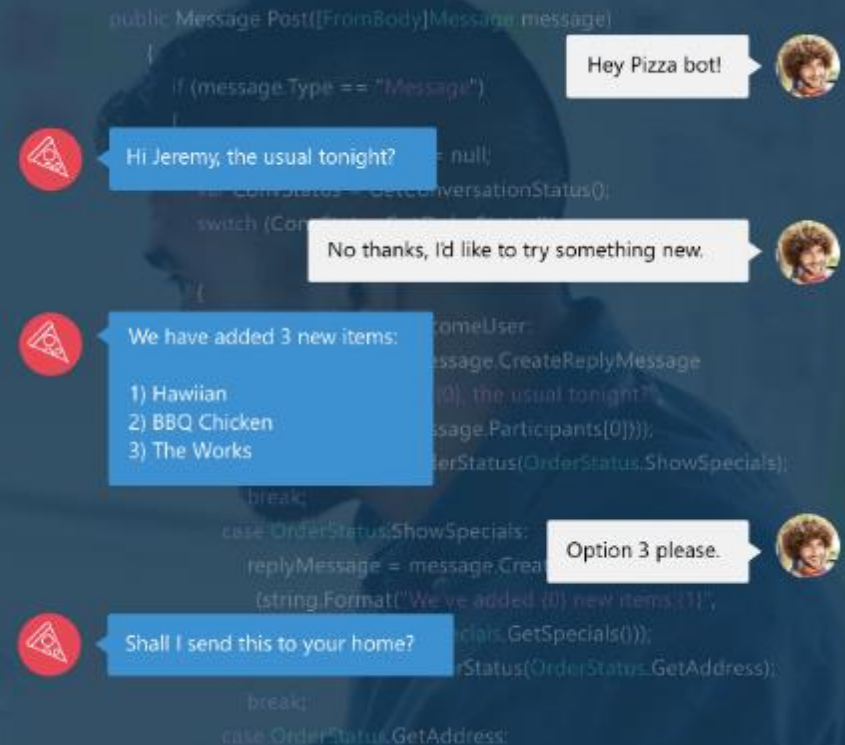 public Message Post([FromBody]Message message)
{
Hey Pizza bot!
if (message.Type == "Message")
{
Hi Jeremy, the usual tonight?
= null;
var ConvStatus = GetConversationStatus();
switch
No thanks, I'd like to try something new.
{
We have added 3 new items:
comeUser:
essage.CreateReplyMessage
1) Hawiian
{0}, the usual tonight?
2) BBQ Chicken
ssage.Participants[0])));
3) The Works
erStatus(OrderStatus.ShowSpecials);
break;
case OrderStatus.ShowSpecials:
Option 3 please.
replyMessage = message.Creat
(string.Format("We've added {0} new items {1}",
Shall I send this to your home?
ecials.GetSpecials()));
rStatus(OrderStatus.GetAddress);
break;
case OrderStatus.GetAddress: